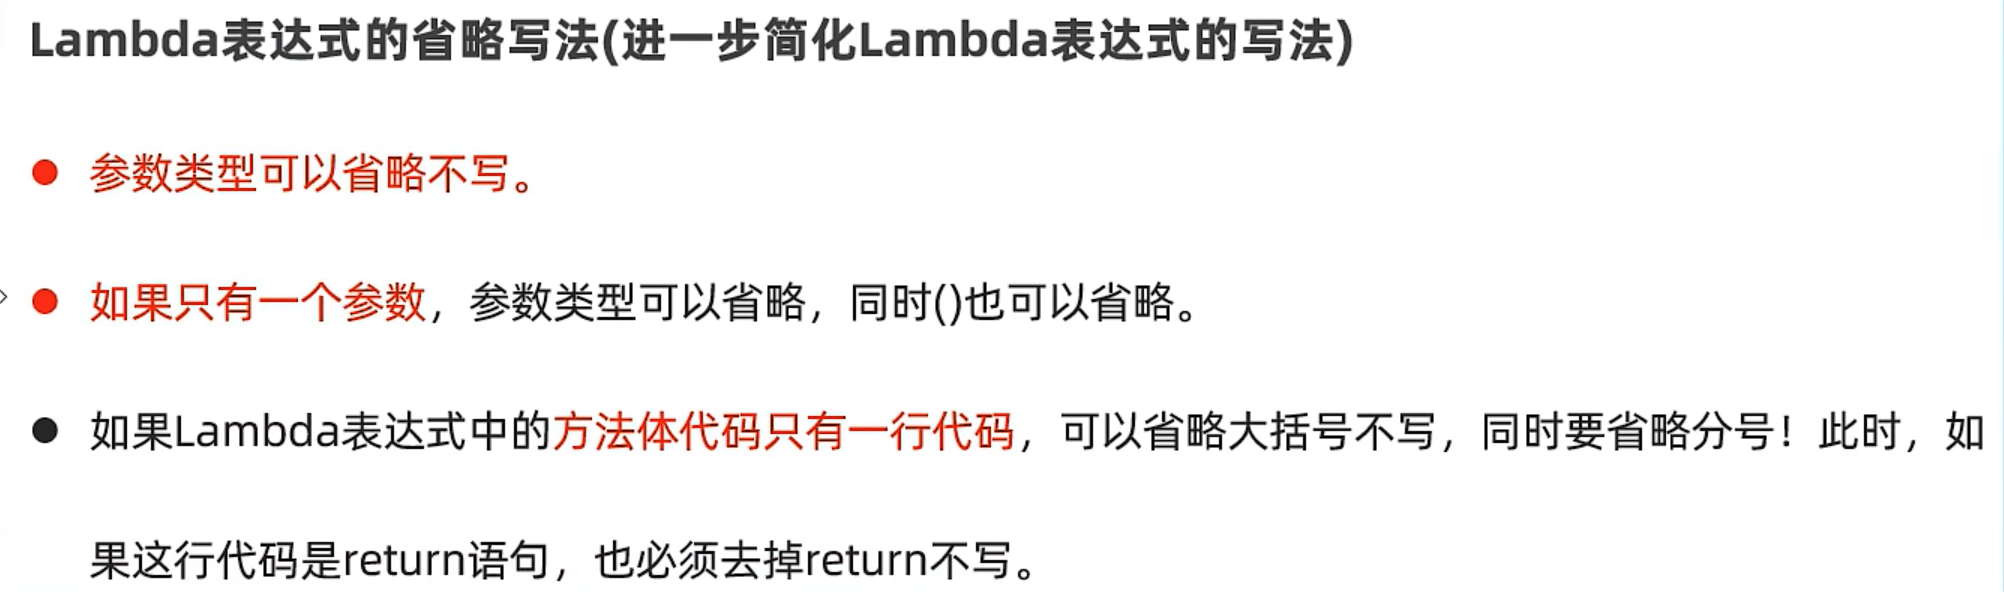 Lambda表达式的省略写法(进一步简化Lambda表达式的写法)
参数类型可以省略不写。
如果只有一个参数，参数类型可以省略，同时()也可以省略。
如果Lambda表达式中的方法体代码只有一行代码，可以省略大括号不写，同时要省略分号！此时，如
果这行代码是return语句，也必须去掉return不写。